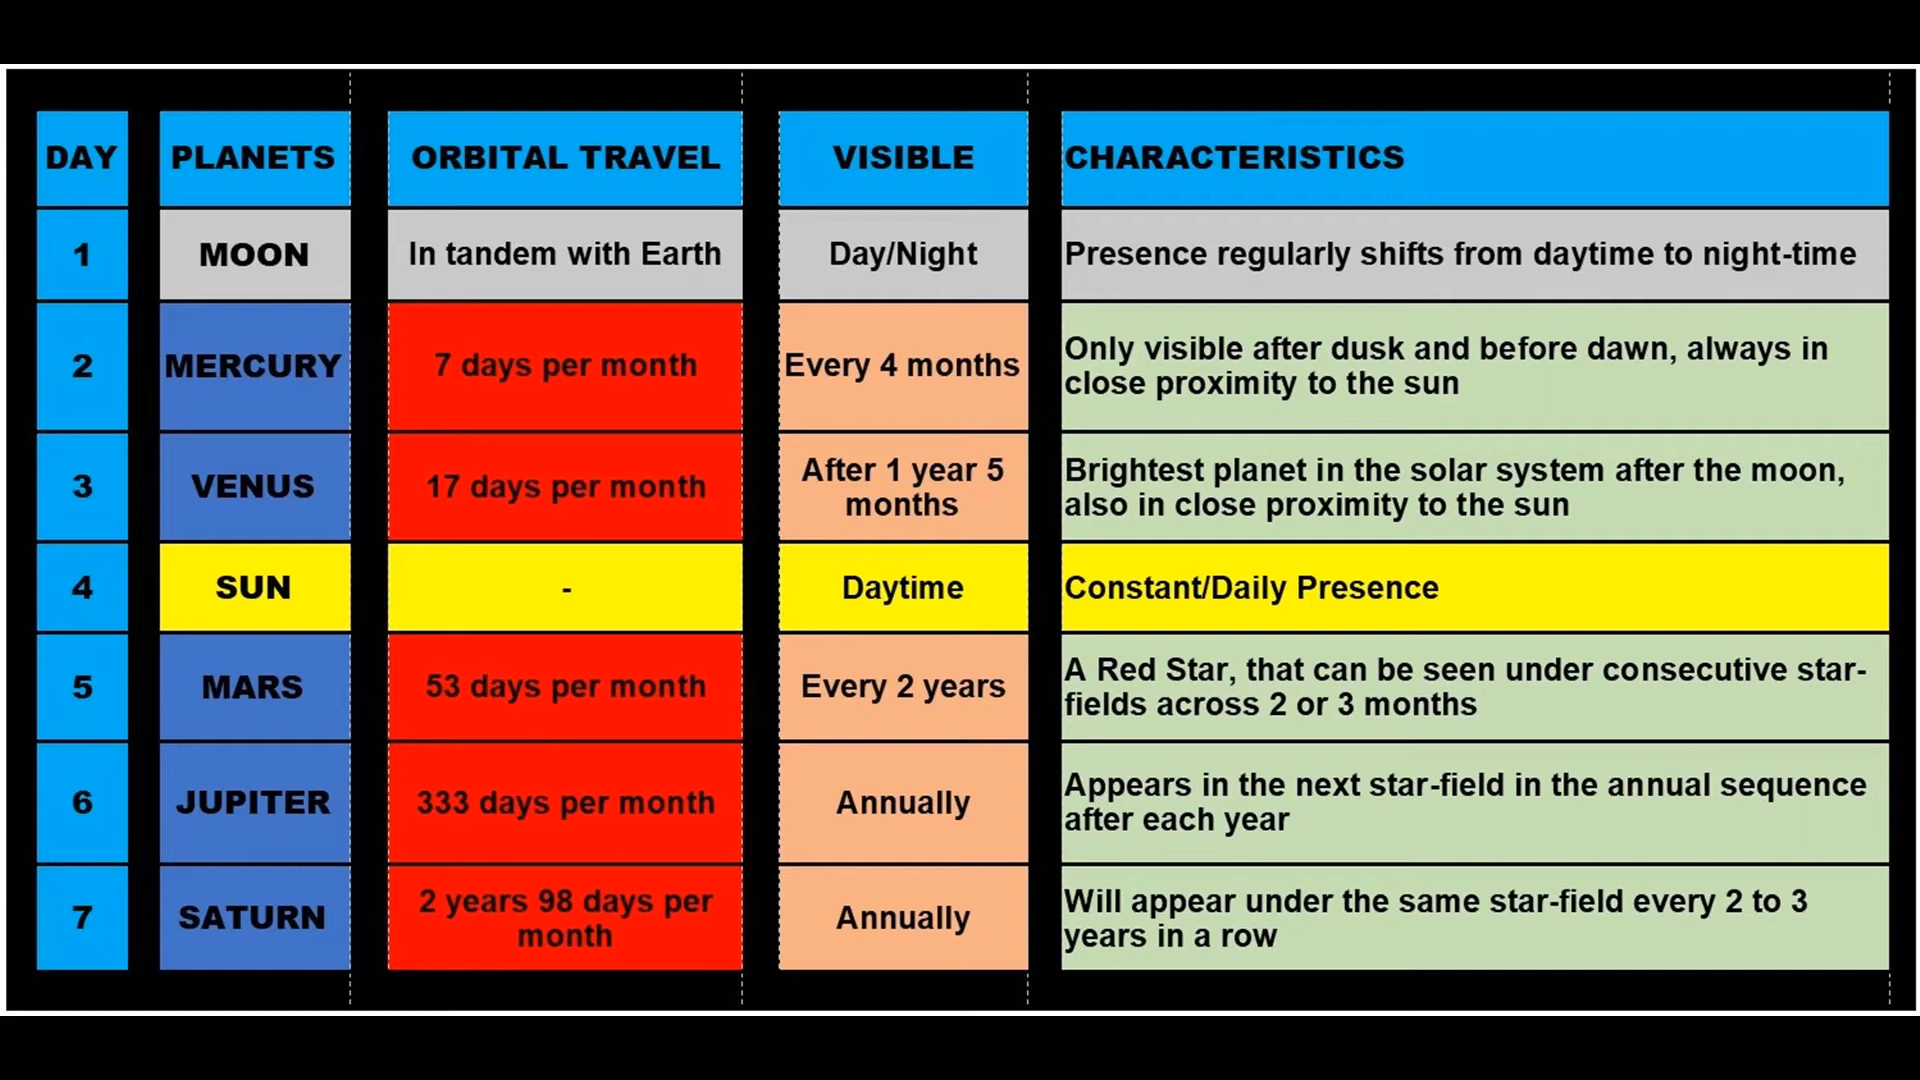 DAY PLANETS ORBITAL TRAVEL VISIBLE CHARACTERISTICS
1 MOON In tandem with Earth Day/Night Presence regularly shifts from daytime to night-time
2 MERCURY 7 days per month Every 4 months Only visible after dusk and before dawn, always in
close proximity to the sun
3 VENUS 17 days per month After 1 year 5
months
Brightest planet in the solar system after the moon,
also in close proximity to the sun
4 SUN - Daytime Constant/Daily Presence
5 MARS 53 days per month Every 2 years A Red Star, that can be seen under consecutive star-
fields across 2 or 3 months
6 JUPITER 333 days per month Annually Appears in the next star-field in the annual sequence
after each year
7 SATURN 2 years 98 days per
month
Annually Will appear under the same star-field every 2 to 3
years in a row